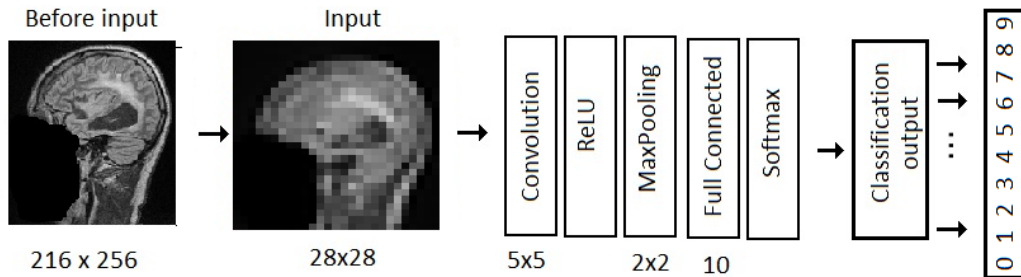 Before input
Input
216 x 256
28x28
Convolution
ReLU
MaxPooling
Full Connected
Softmax
5x5
2x2
10
Classification
output
...
0 1 2 3 4 5 6 7 8 9